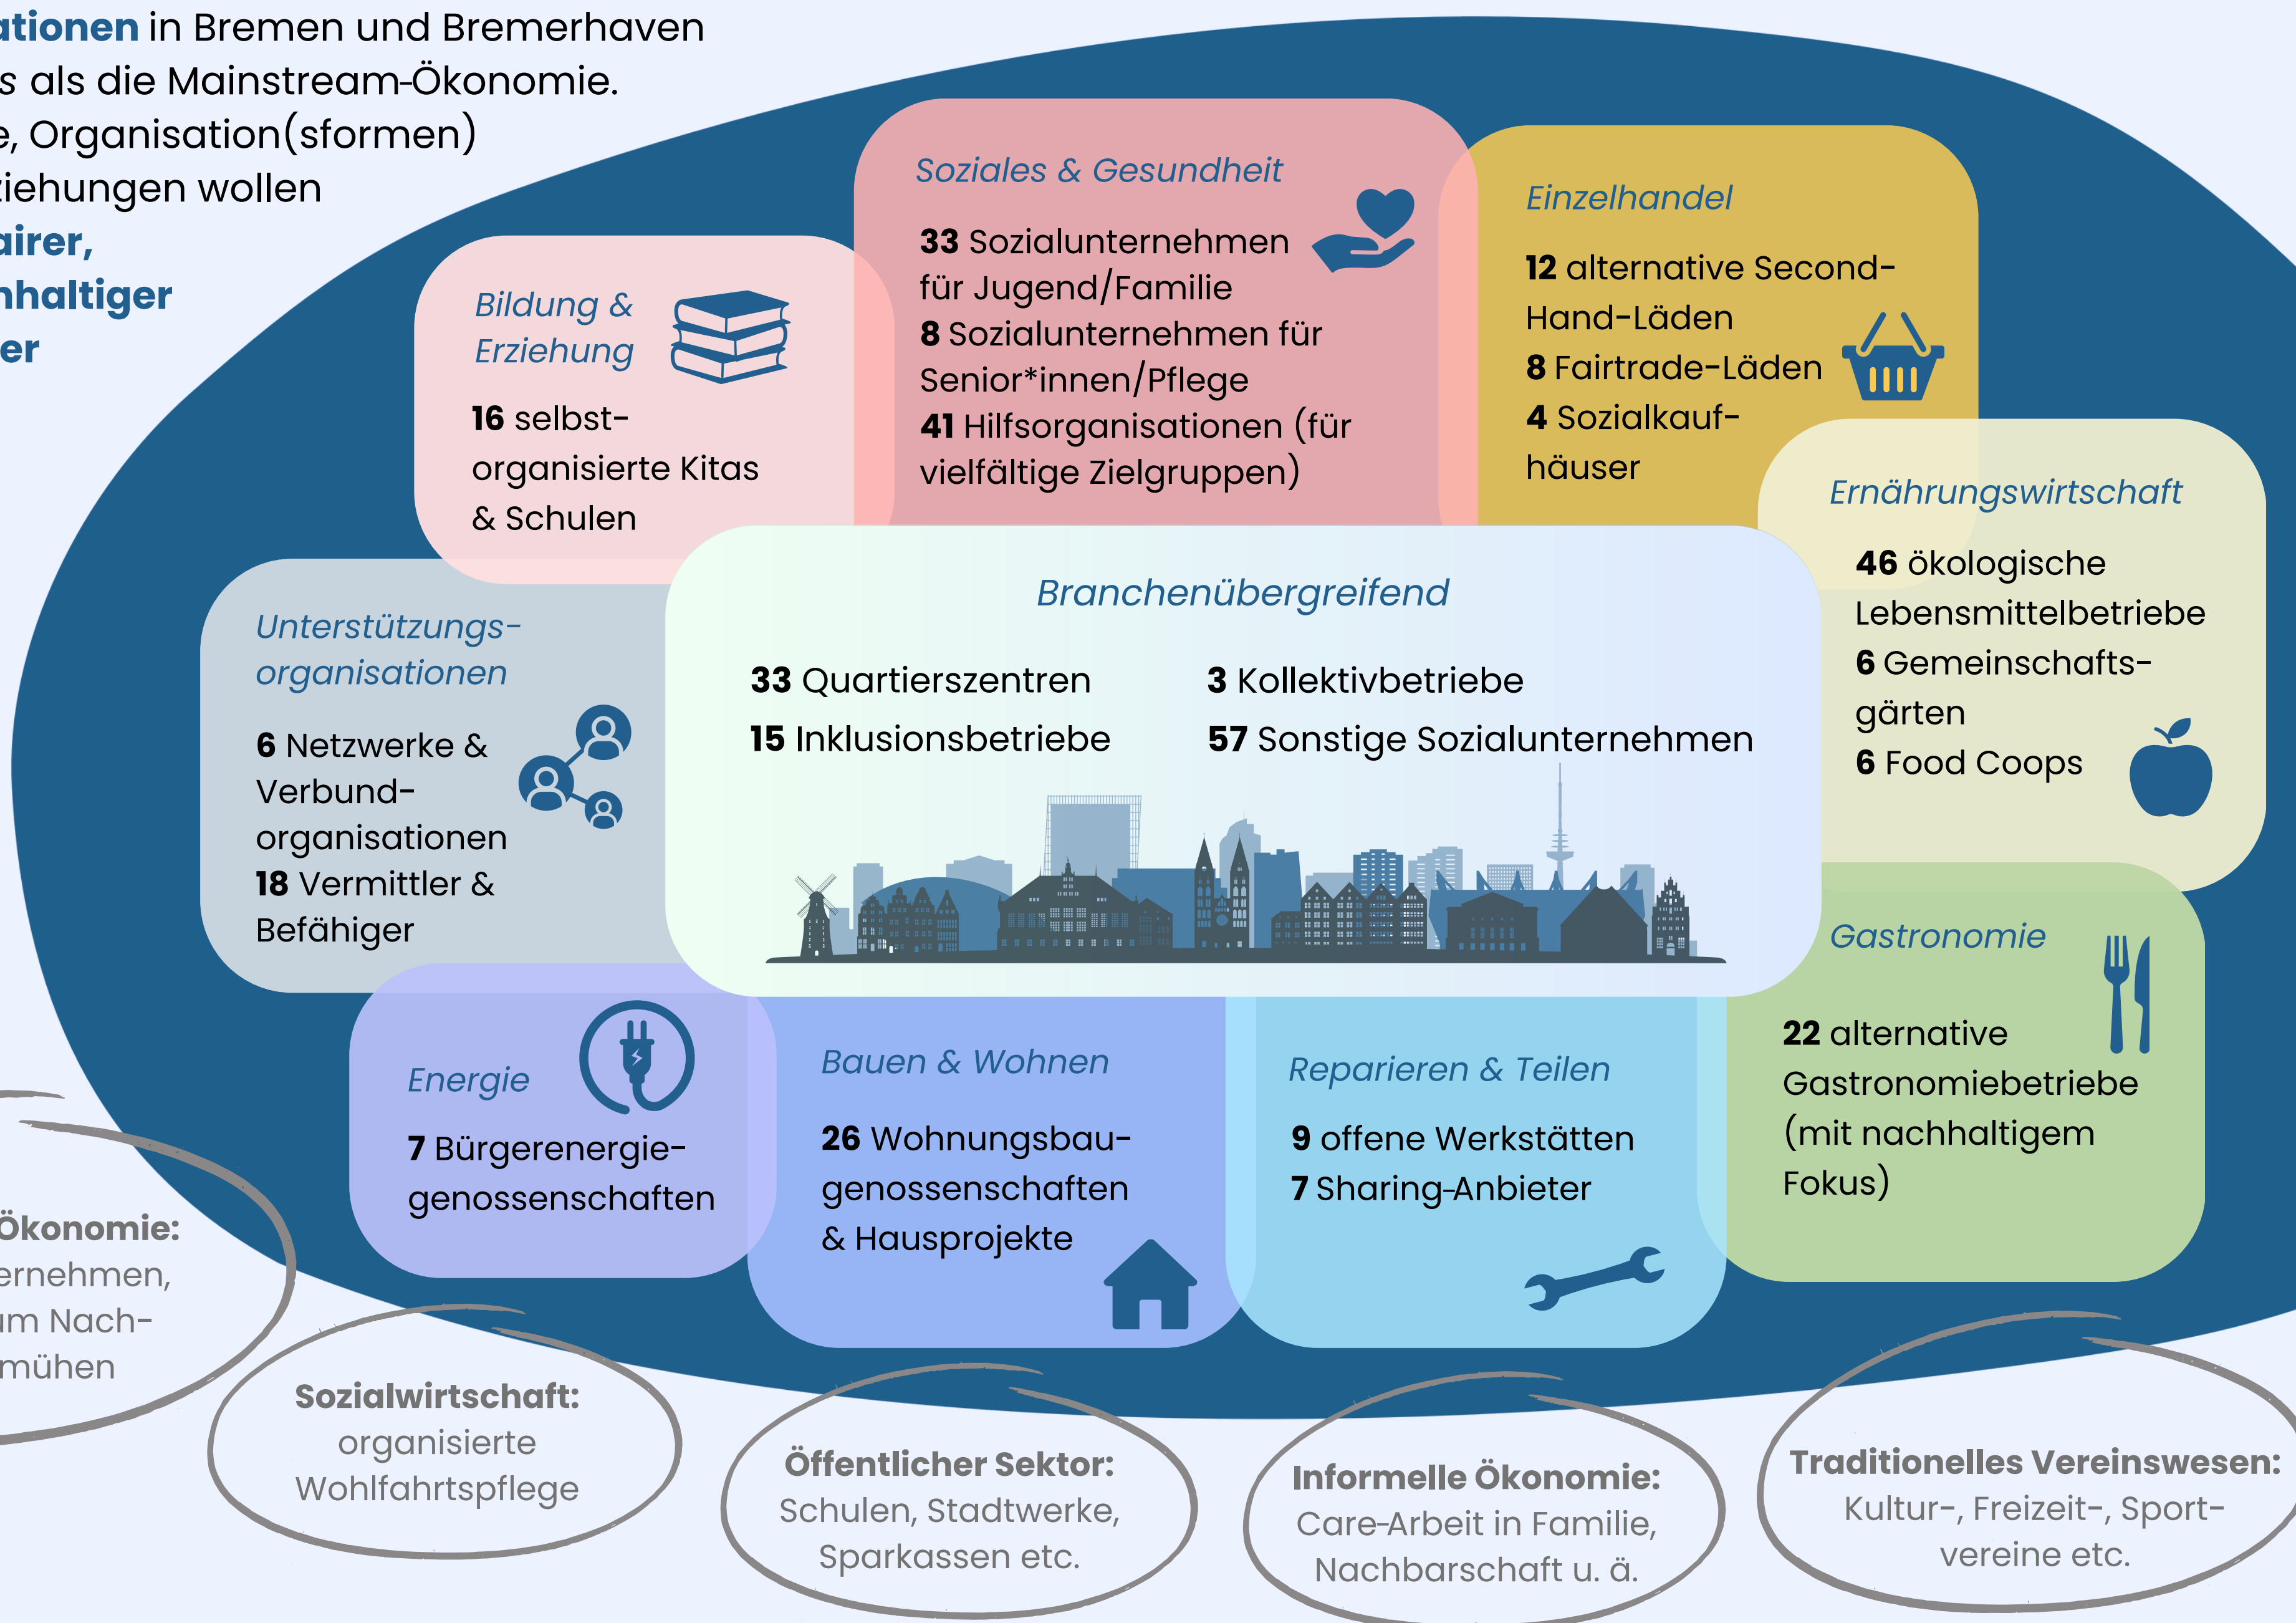 ationen in Bremen und Bremerhaven
s als die Mainstream-Ökonomie.
e, Organisation(sformen)
ziehungen wollen
airer,
hhaltiger
er
Soziales & Gesundheit
33 Sozialunternehmen
für Jugend/Familie
8 Sozialunternehmen für
Senior*innen/Pflege
41 Hilfsorganisationen (für
vielfältige Zielgruppen)
Einzelhandel
12 alternative Second-
Hand-Läden
8 Fairtrade-Läden
4 Sozialkauf-
häuser
Bildung &
Erziehung
16 selbst-
organisierte Kitas
& Schulen
Ernährungswirtschaft
46 ökologische
Lebensmittelbetriebe
6 Gemeinschafts-
gärten
6 Food Coops
Unterstützungs-
organisationen
6 Netzwerke &
Verbund-
organisationen
18 Vermittler &
Befähiger
Branchenübergreifend
33 Quartierszentren
15 Inklusionsbetriebe
3 Kollektivbetriebe
57 Sonstige Sozialunternehmen
Gastronomie
22 alternative
Gastronomiebetriebe
(mit nachhaltigem
Fokus)
Energie
7 Bürgerenergie-
genossenschaften
Bauen & Wohnen
26 Wohnungsbau-
genossenschaften
& Hausprojekte
Reparieren & Teilen
9 offene Werkstätten
7 Sharing-Anbieter
Ökonomie:
ernehmen,
um Nach-
mühen
Sozialwirtschaft:
organisierte
Wohlfahrtspflege
Öffentlicher Sektor:
Schulen, Stadtwerke,
Sparkassen etc.
Informelle Ökonomie:
Care-Arbeit in Familie,
Nachbarschaft u. ä.
Traditionelles Vereinswesen:
Kultur-, Freizeit-, Sport-
vereine etc.